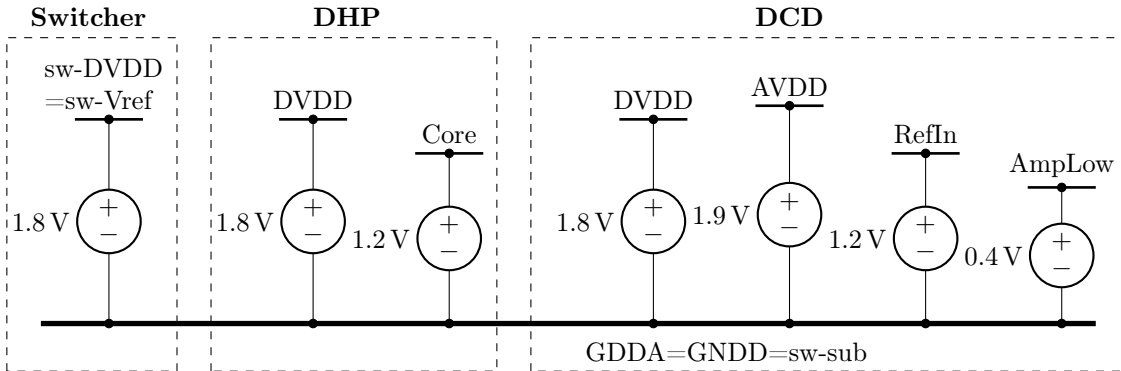 Switcher
DHP
DCD
sw-DVDD
=sw-Vref
DVDD
Core
DVDD
AVDD
RefIn
AmpLow
1.8 V
+
−
1.8 V
+
−
1.2 V
+
−
1.8 V
+
−
1.9 V
+
−
1.2 V
+
−
0.4 V
+
−
GDDA=GNDD=sw-sub